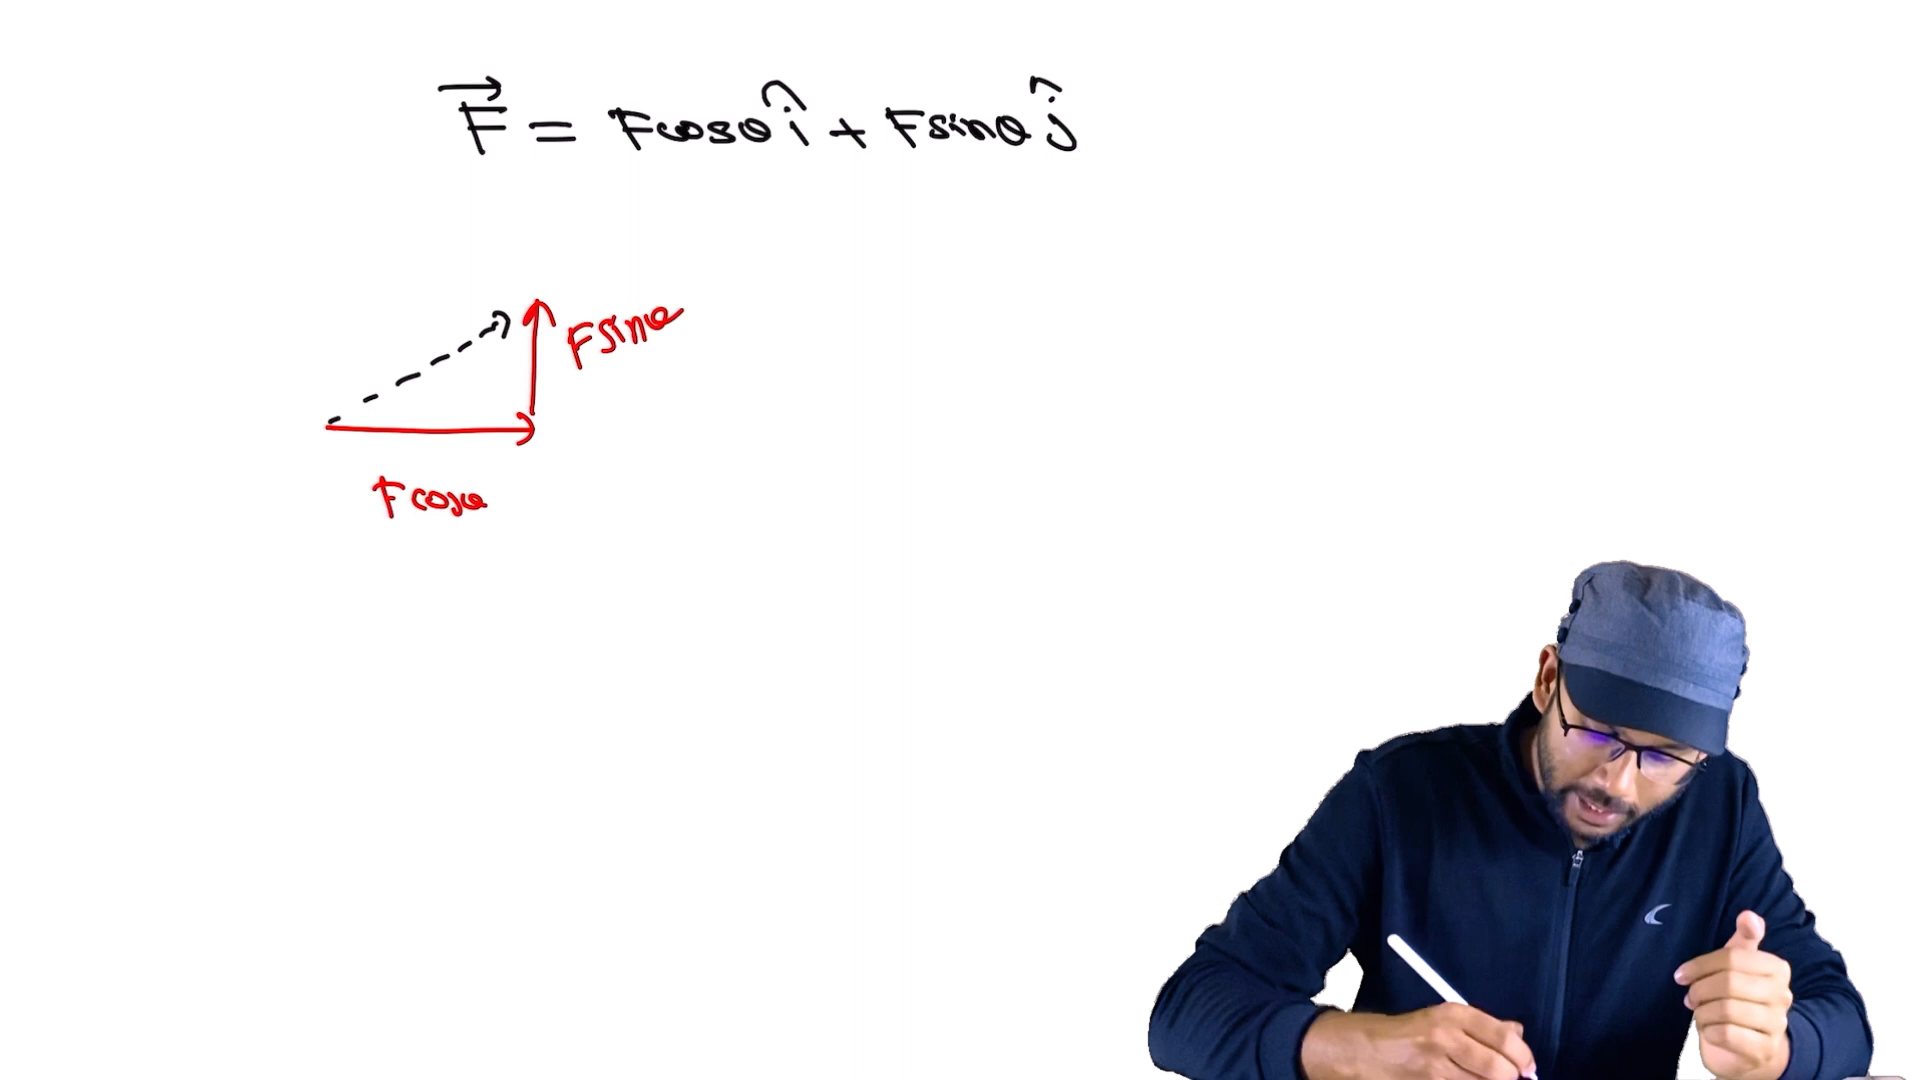 F⃗ = Fcosθ î + Fsinθ ĵ
Fsinθ
Fcosθ